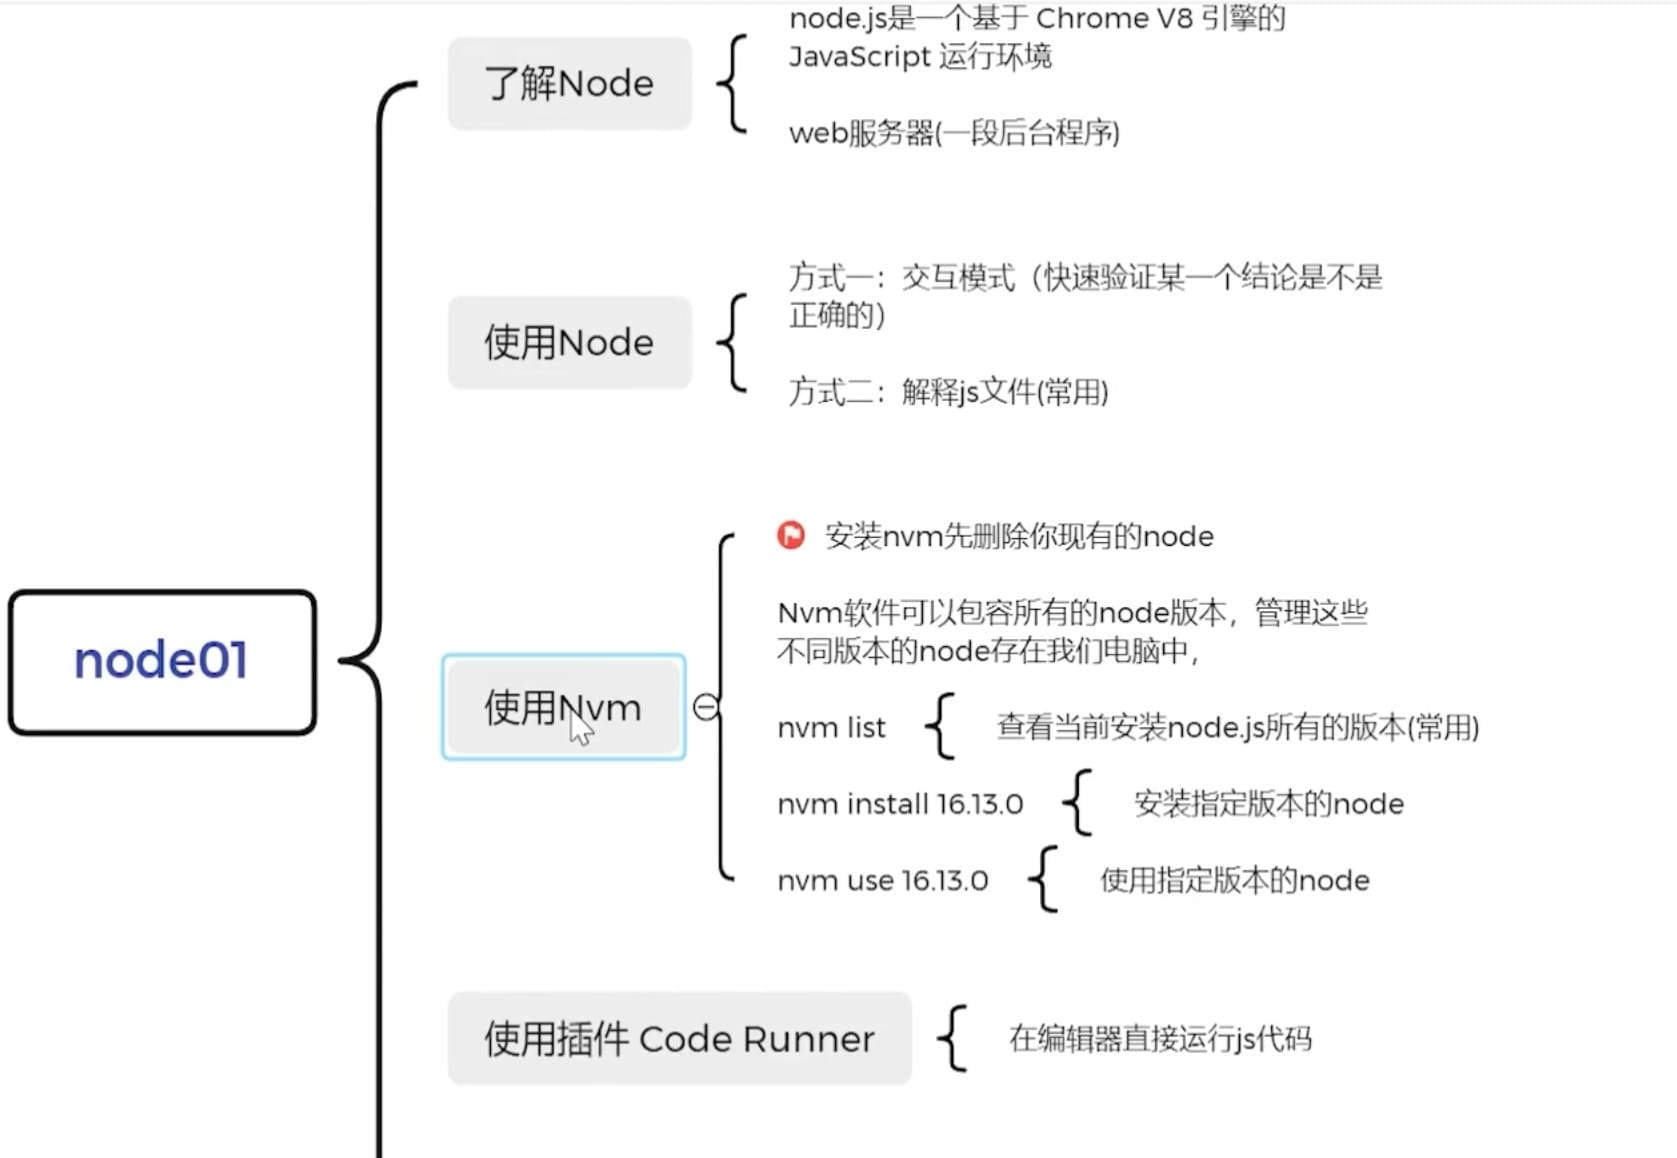 node.js是一个基于 Chrome V8 引擎的
JavaScript 运行环境
了解Node
web服务器(一段后台程序)
方式一：交互模式（快速验证某一个结论是不是
正确的）
使用Node
方式二：解释js文件(常用)
安装nvm先删除你现有的node
Nvm软件可以包容所有的node版本，管理这些
不同版本的node存在我们电脑中，
node01
使用Nvm
nvm list
查看当前安装node.js所有的版本(常用)
nvm install 16.13.0
安装指定版本的node
nvm use 16.13.0
使用指定版本的node
使用插件 Code Runner
在编辑器直接运行js代码